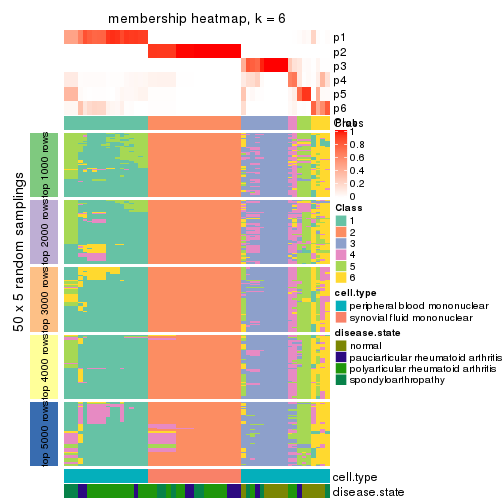 membership heatmap, k = 6
p1
p2
p3
p4
p5
p6
Class
Prob
1
0.8
0.6
0.4
0.2
0
Class
1
2
3
4
5
6
cell.type
peripheral blood mononuclear
synovial fluid mononuclear
disease.state
normal
pauciarticular rheumatoid arthritis
polyarticular rheumatoid arthritis
spondyloarthropathy
50 x 5 random samplings
top 1000 rows
top 2000 rows
top 3000 rows
top 4000 rows
top 5000 rows
cell.type
disease.state